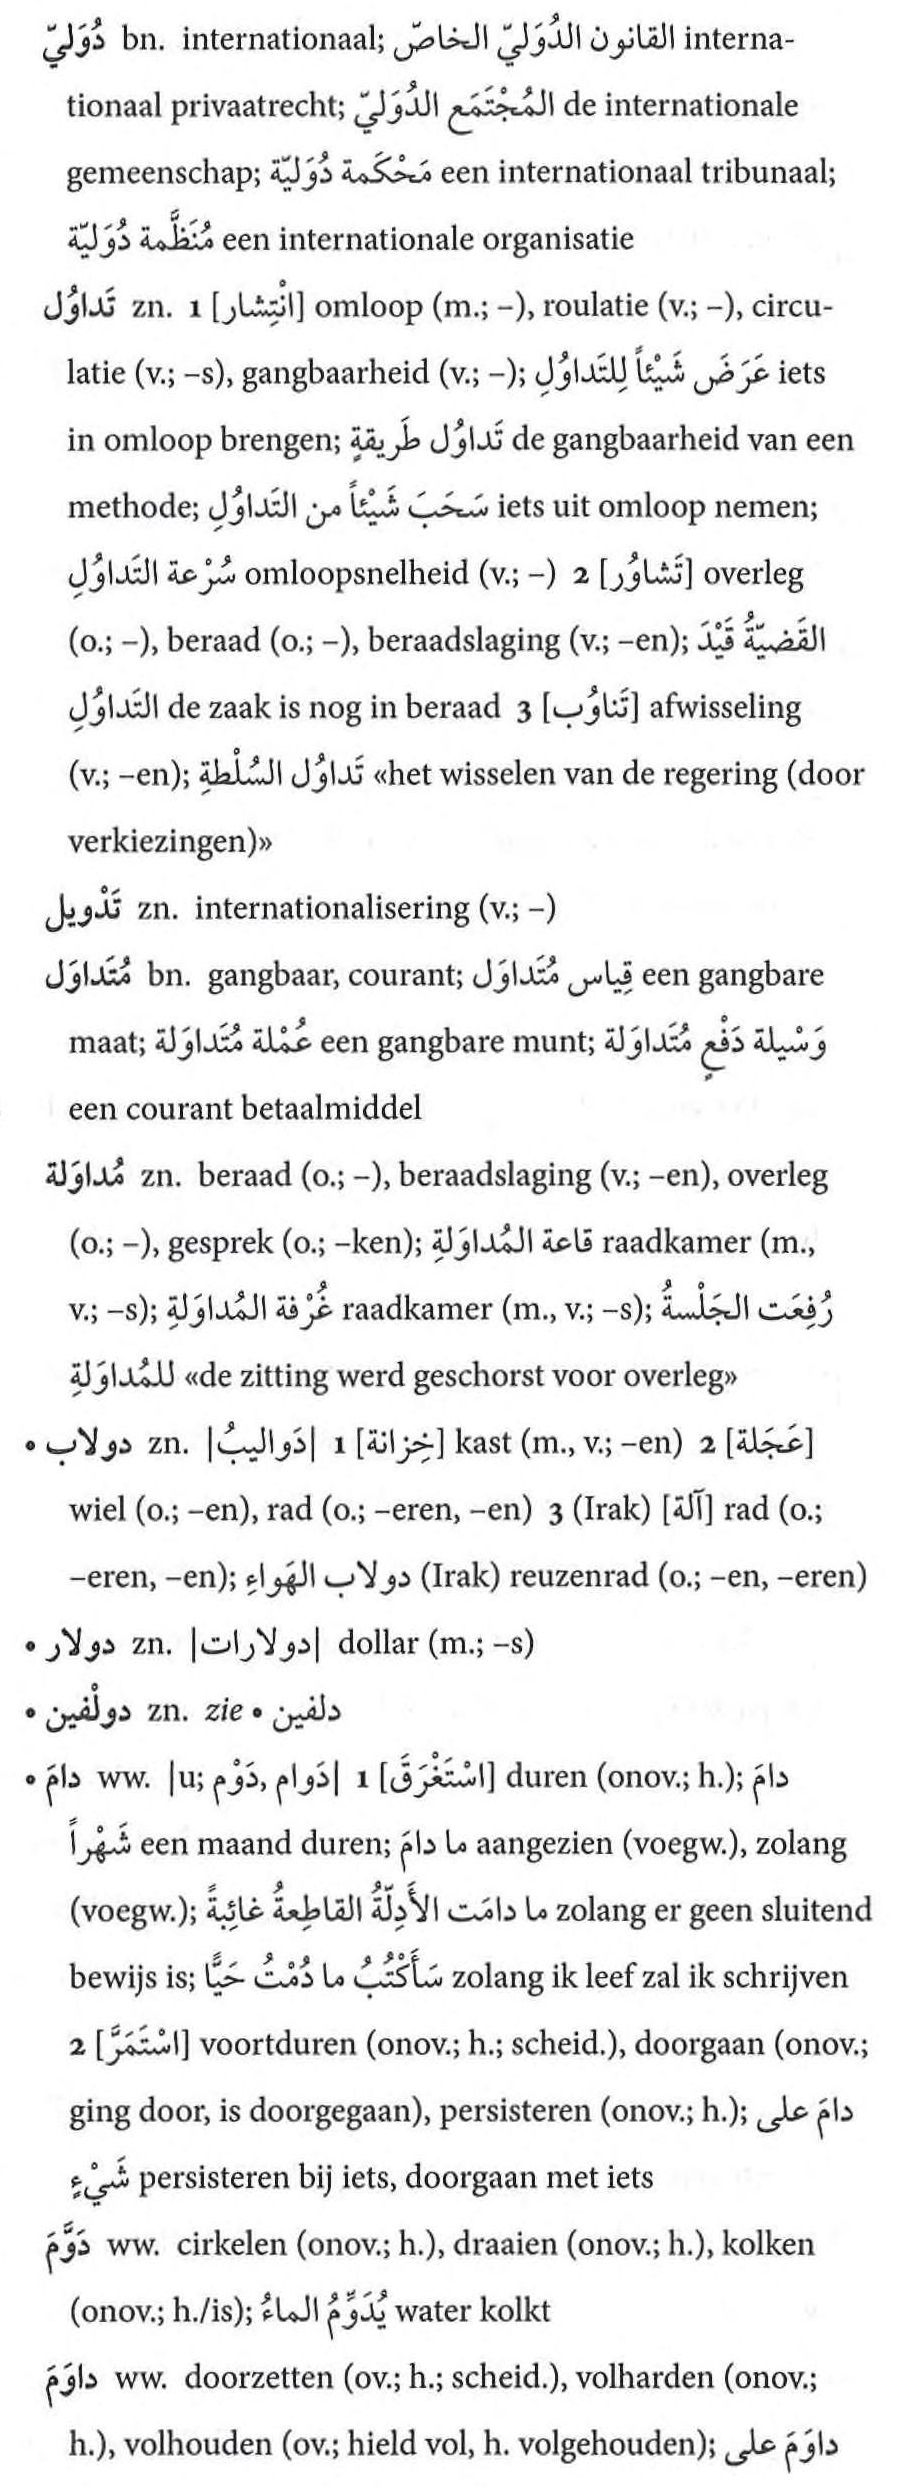 دُوَليّ bn. internationaal; القانون الدُوَليّ الخاصّ interna-
tionaal privaatrecht; المُجْتَمَع الدُوَليّ de internationale
gemeenschap; مَحْكَمة دُوَليّة een internationaal tribunaal;
مُنَظَّمة دُوَليّة een internationale organisatie
تَداوُل zn. 1 [انْتِشار] omloop (m.; –), roulatie (v.; –), circu-
latie (v.; –s), gangbaarheid (v.; –); عَرَضَ شَيْئاً لِلتَداوُلِ iets
in omloop brengen; تَداوُل طَريقةٍ de gangbaarheid van een
methode; سَحَبَ شَيْئاً من التَداوُلِ iets uit omloop nemen;
سُرْعة التَداوُلِ omloopsnelheid (v.; –) 2 [تَشاوُر] overleg
(o.; –), beraad (o.; –), beraadslaging (v.; –en); القَضيّةُ قَيْدَ
التَداوُلِ de zaak is nog in beraad 3 [تَناوُب] afwisseling
(v.; –en); تَداوُل السُلْطةِ «het wisselen van de regering (door
verkiezingen)»
تَدْويل zn. internationalisering (v.; –)
مُتَداوَل bn. gangbaar, courant; قِياس مُتَداوَل een gangbare
maat; عُمْلة مُتَداوَلة een gangbare munt; وَسْيلة دَفْعٍ مُتَداوَلة
een courant betaalmiddel
مُداوَلة zn. beraad (o.; –), beraadslaging (v.; –en), overleg
(o.; –), gesprek (o.; –ken); قاعة المُداوَلةِ raadkamer (m.,
v.; –s); غُرْفة المُداوَلةِ raadkamer (m., v.; –s); رُفِعَت الجَلْسةُ
للمُداوَلةِ «de zitting werd geschorst voor overleg»
• دولاب zn. |دَواليبُ| 1 [خِزانة] kast (m., v.; –en) 2 [عَجَلة]
wiel (o.; –en), rad (o.; –eren, –en) 3 (Irak) [آلة] rad (o.;
–eren, –en); دولاب الهَواءِ (Irak) reuzenrad (o.; –en, –eren)
• دولار zn. |دولارات| dollar (m.; –s)
• دولْفين zn. zie • دلفين
• دامَ ww. |u; دَوام, دَوْم| 1 [اسْتَغْرَقَ] duren (onov.; h.); دامَ
شَهْراً een maand duren; ما دامَ aangezien (voegw.), zolang
(voegw.); ما دامَت الأَدِلّةُ القاطِعةُ غائِبةً zolang er geen sluitend
bewijs is; سَأَكْتُبُ ما دُمْتُ حَيًّا zolang ik leef zal ik schrijven
2 [اسْتَمَرَّ] voortduren (onov.; h.; scheid.), doorgaan (onov.;
ging door, is doorgegaan), persisteren (onov.; h.); دامَ على
شَيْءٍ persisteren bij iets, doorgaan met iets
دَوَّمَ ww. cirkelen (onov.; h.), draaien (onov.; h.), kolken
(onov.; h./is); يُدَوِّمُ الماءُ water kolkt
داوَمَ ww. doorzetten (ov.; h.; scheid.), volharden (onov.;
h.), volhouden (ov.; hield vol, h. volgehouden); داوَمَ على